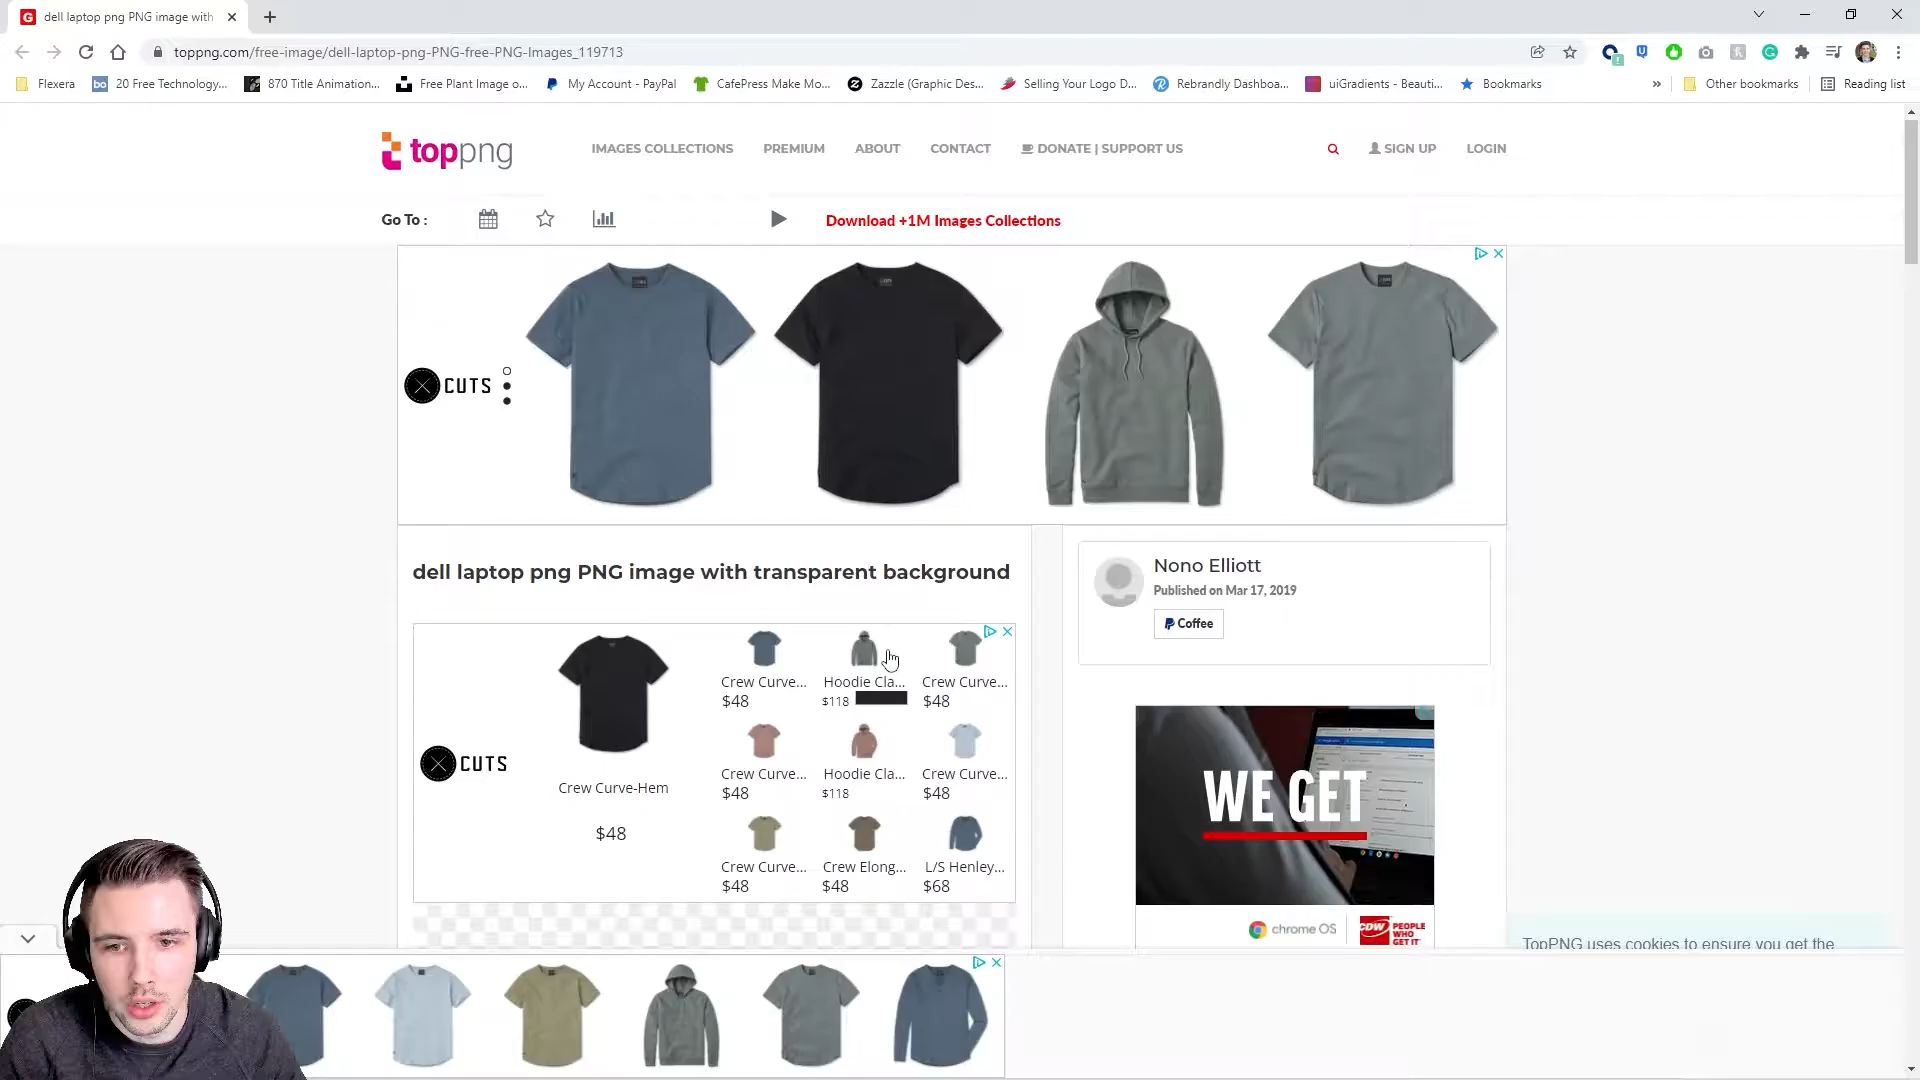 dell laptop png PNG image with
toppng.com/free-image/dell-laptop-png-PNG-free-PNG-Images_119713
Flexera
bo
20 Free Technology...
870 Title Animation...
Free Plant Image o...
My Account - PayPal
CafePress Make Mo...
Zazzle (Graphic Des...
Selling Your Logo D...
Rebrandly Dashboa...
uiGradients - Beauti...
Bookmarks
Other bookmarks
Reading list
toppng
IMAGES COLLECTIONS
PREMIUM
ABOUT
CONTACT
DONATE | SUPPORT US
SIGN UP
LOGIN
Go To :
Download +1M Images Collections
CUTS
dell laptop png PNG image with transparent background
Nono Elliott
Published on Mar 17, 2019
Coffee
CUTS
Crew Curve-Hem
$48
Crew Curve...
$48
Hoodie Cla...
$118
Crew Curve...
$48
Crew Curve...
$48
Hoodie Cla...
$118
Crew Curve...
$48
Crew Curve...
$48
Crew Elong...
$48
L/S Henley...
$68
WE GET
chrome OS
CDW
PEOPLE
WHO
GET IT
TopPNG uses cookies to ensure you get the